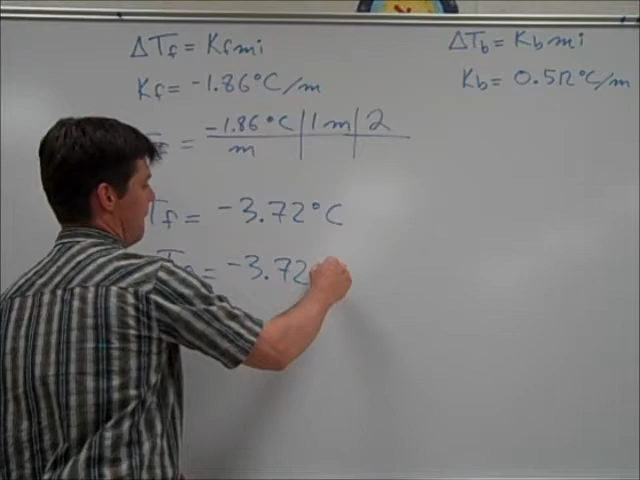 ΔTf = Kfmi
Kf = -1.86°C/m
= -1.86°C | 1m | 2
m
Tf = -3.72°C
= -3.72
ΔTb = Kbmi
Kb = 0.512°C/m